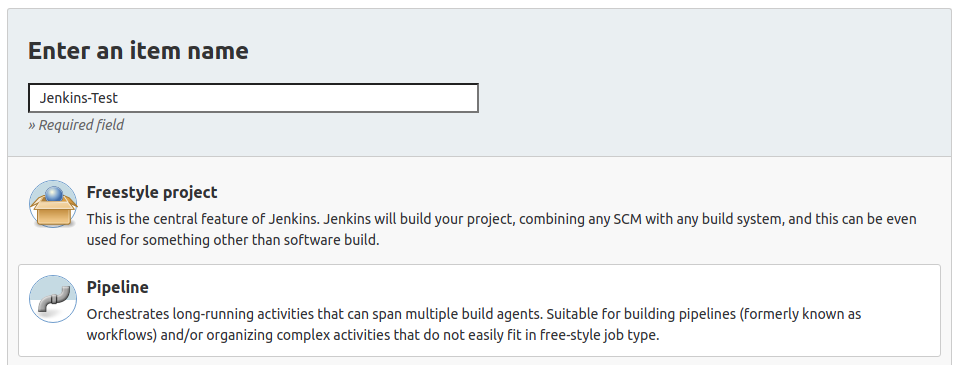 Enter an item name
Jenkins-Test
» Required field
Freestyle project
This is the central feature of Jenkins. Jenkins will build your project, combining any SCM with any build system, and this can be even
used for something other than software build.
Pipeline
Orchestrates long-running activities that can span multiple build agents. Suitable for building pipelines (formerly known as
workflows) and/or organizing complex activities that do not easily fit in free-style job type.